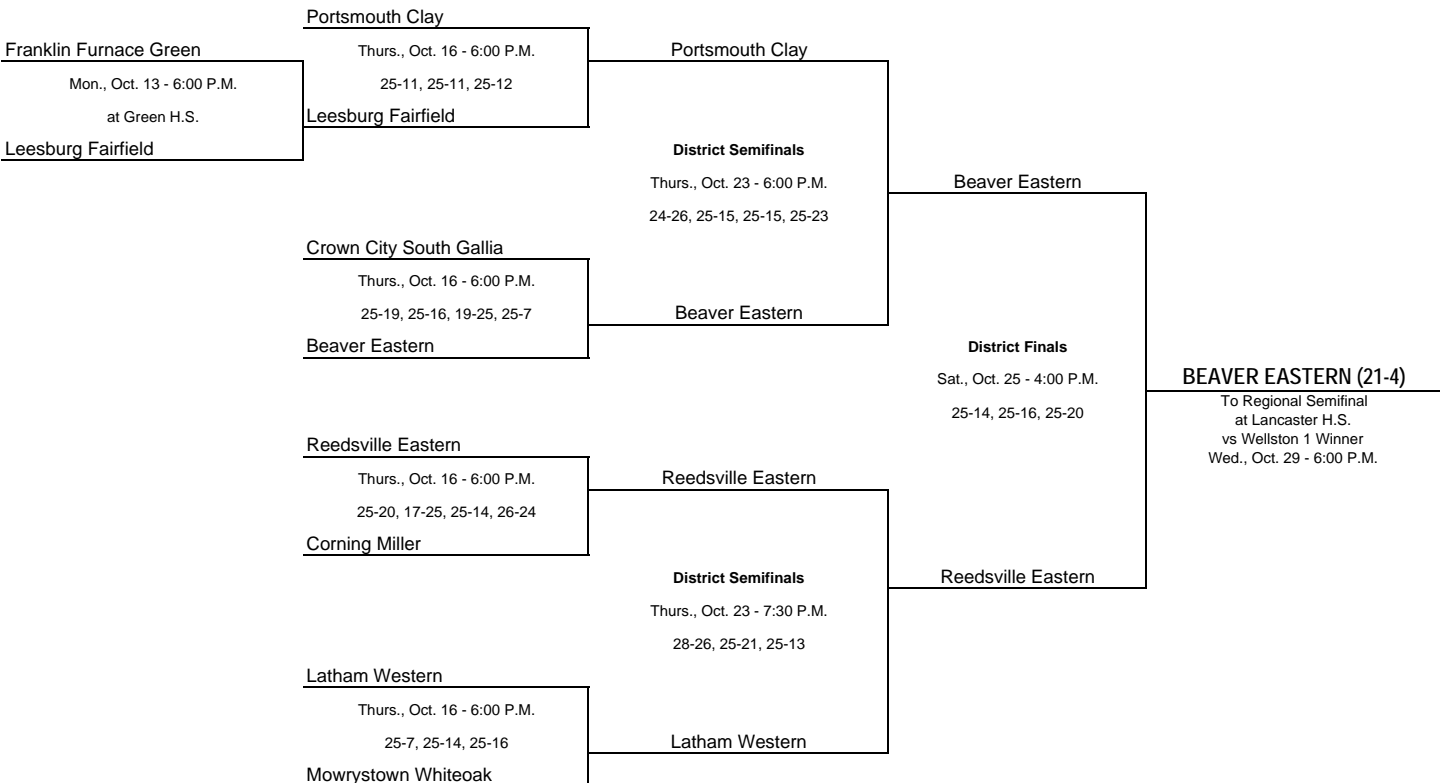 Portsmouth Clay
Franklin Furnace Green
Thurs., Oct. 16 - 6:00 P.M.
Portsmouth Clay
Mon., Oct. 13 - 6:00 P.M.
25-11, 25-11, 25-12
at Green H.S.
Leesburg Fairfield
Leesburg Fairfield
District Semifinals
Thurs., Oct. 23 - 6:00 P.M.
Beaver Eastern
24-26, 25-15, 25-15, 25-23
Crown City South Gallia
Thurs., Oct. 16 - 6:00 P.M.
25-19, 25-16, 19-25, 25-7
Beaver Eastern
Beaver Eastern
District Finals
Sat., Oct. 25 - 4:00 P.M.
BEAVER EASTERN (21-4)
25-14, 25-16, 25-20
To Regional Semifinal
at Lancaster H.S.
vs Wellston 1 Winner
Wed., Oct. 29 - 6:00 P.M.
Reedsville Eastern
Thurs., Oct. 16 - 6:00 P.M.
Reedsville Eastern
25-20, 17-25, 25-14, 26-24
Corning Miller
District Semifinals
Reedsville Eastern
Thurs., Oct. 23 - 7:30 P.M.
28-26, 25-21, 25-13
Latham Western
Thurs., Oct. 16 - 6:00 P.M.
25-7, 25-14, 25-16
Latham Western
Mowrystown Whiteoak